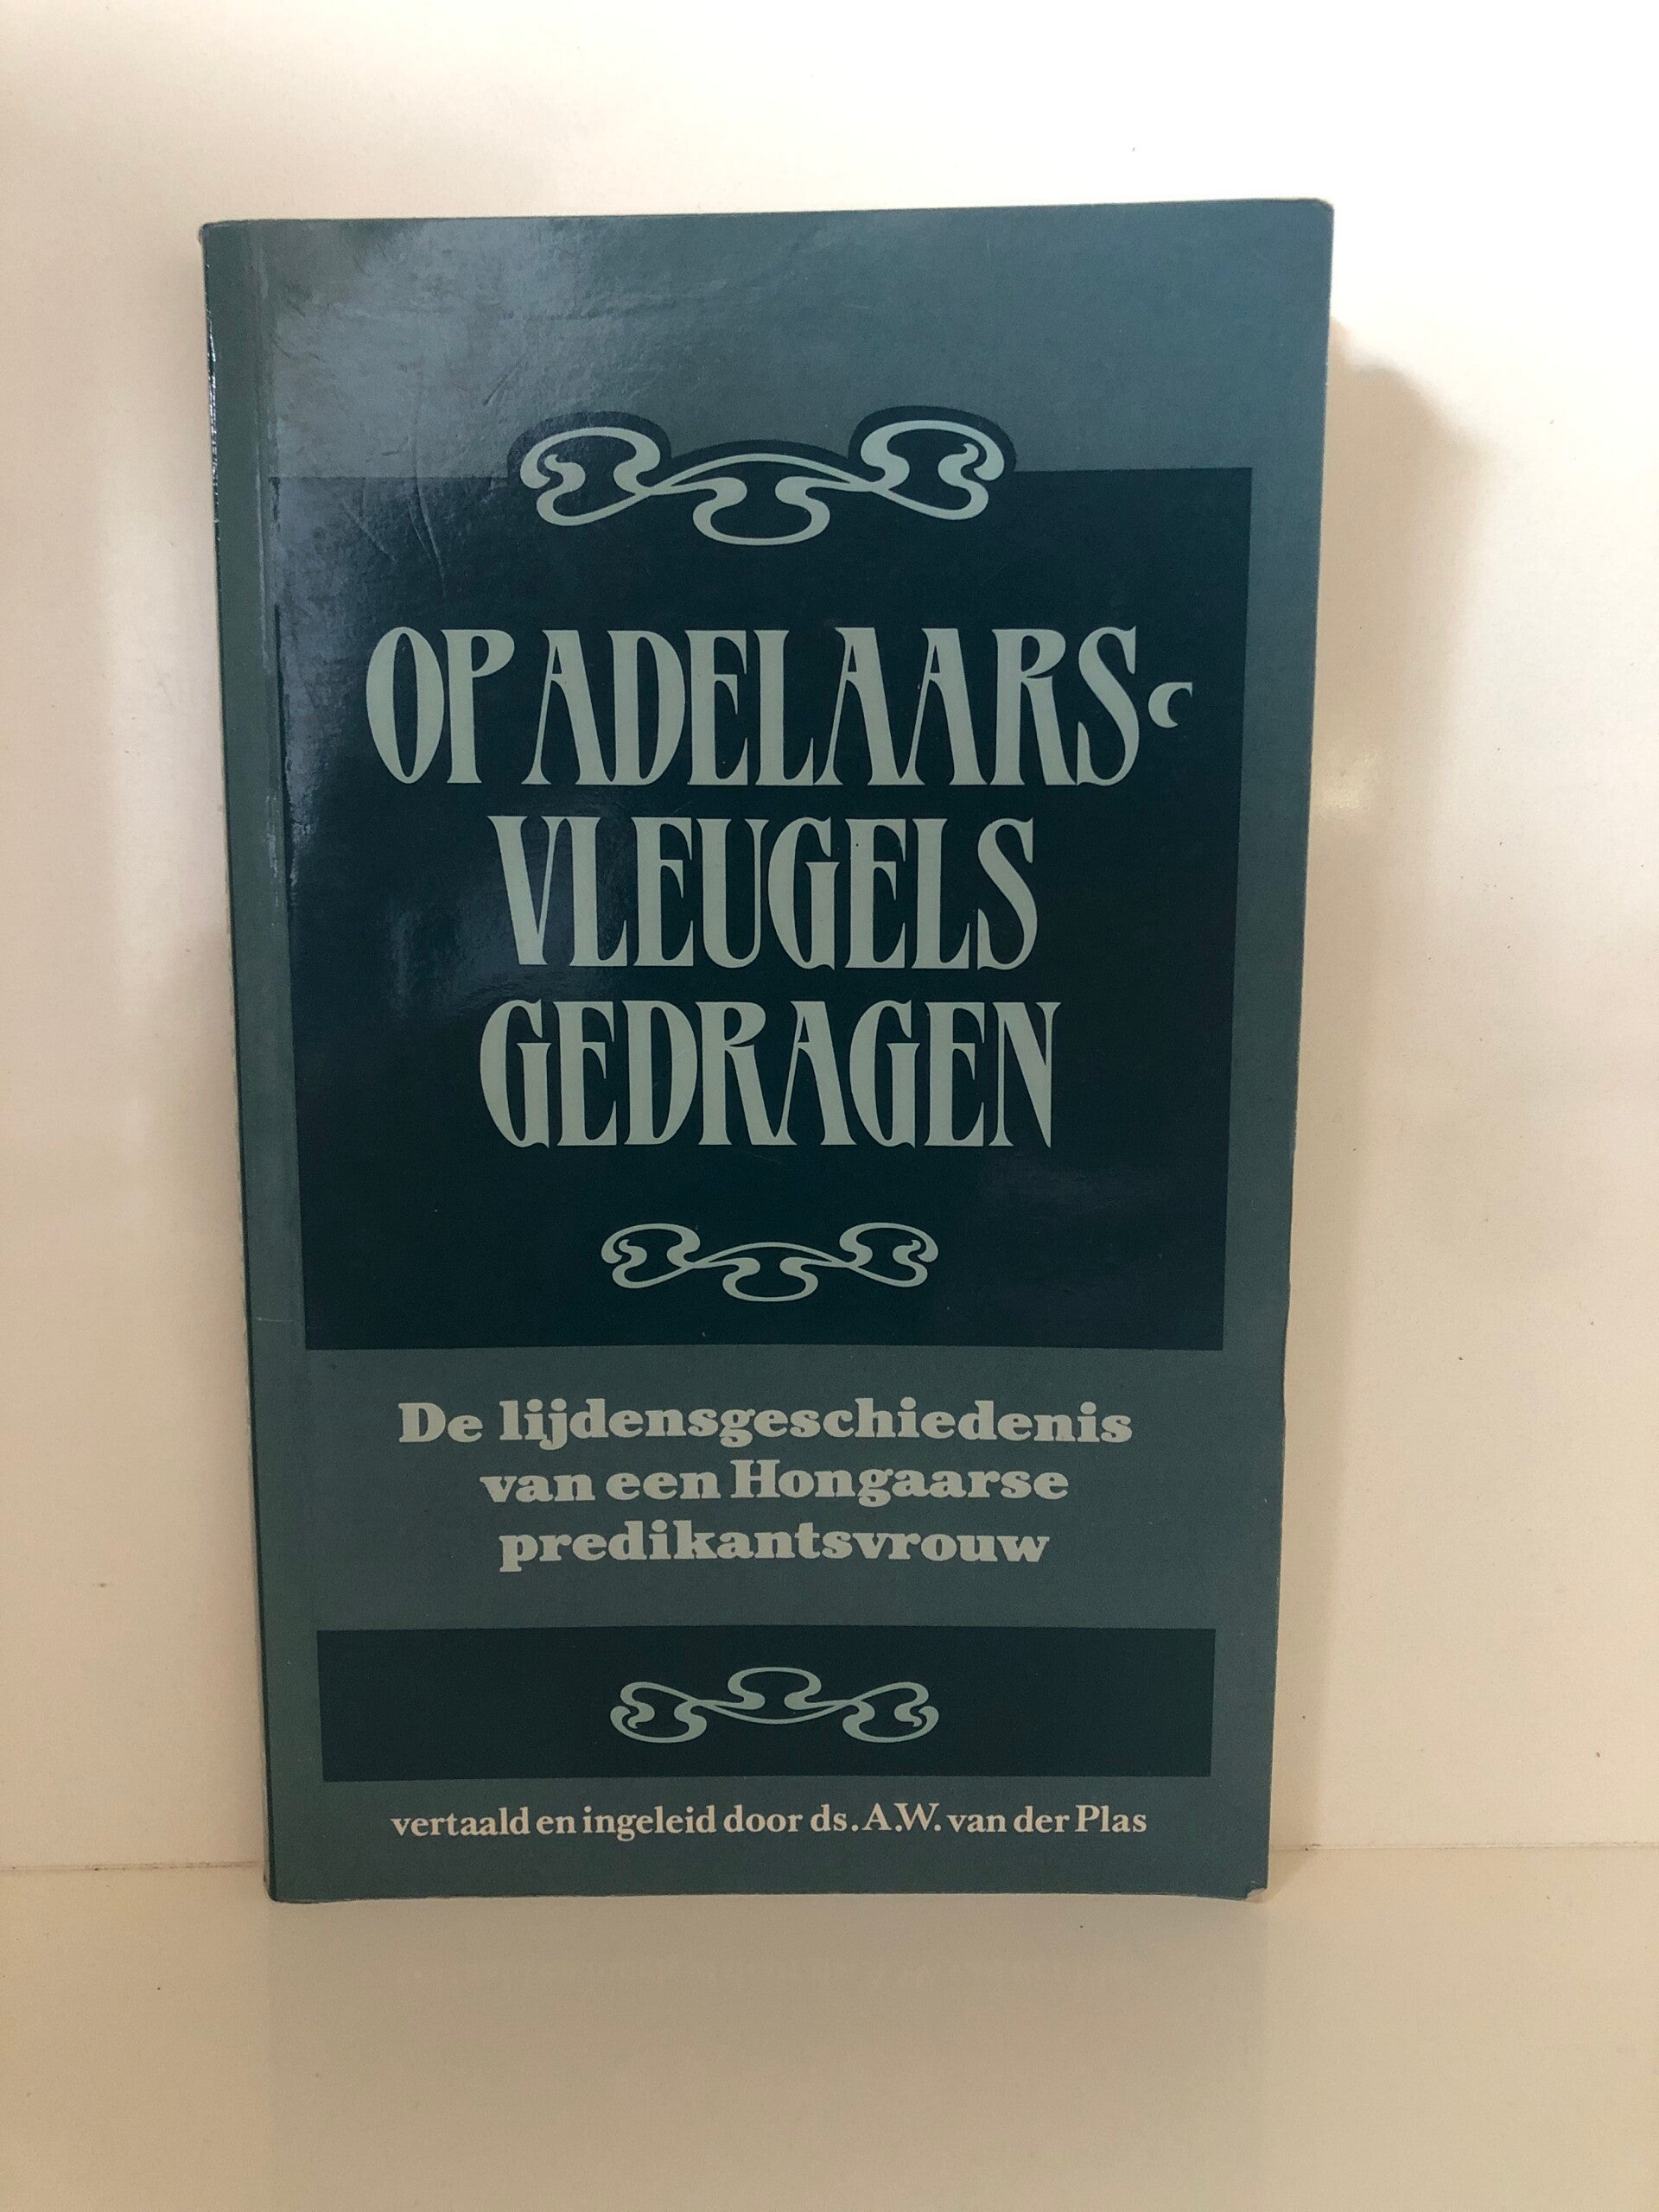 OP ADELAARS-
VLEUGELS
GEDRAGEN
De lijdensgeschiedenis
van een Hongaarse
predikantsvrouw
vertaald en ingeleid door ds. A.W. van der Plas